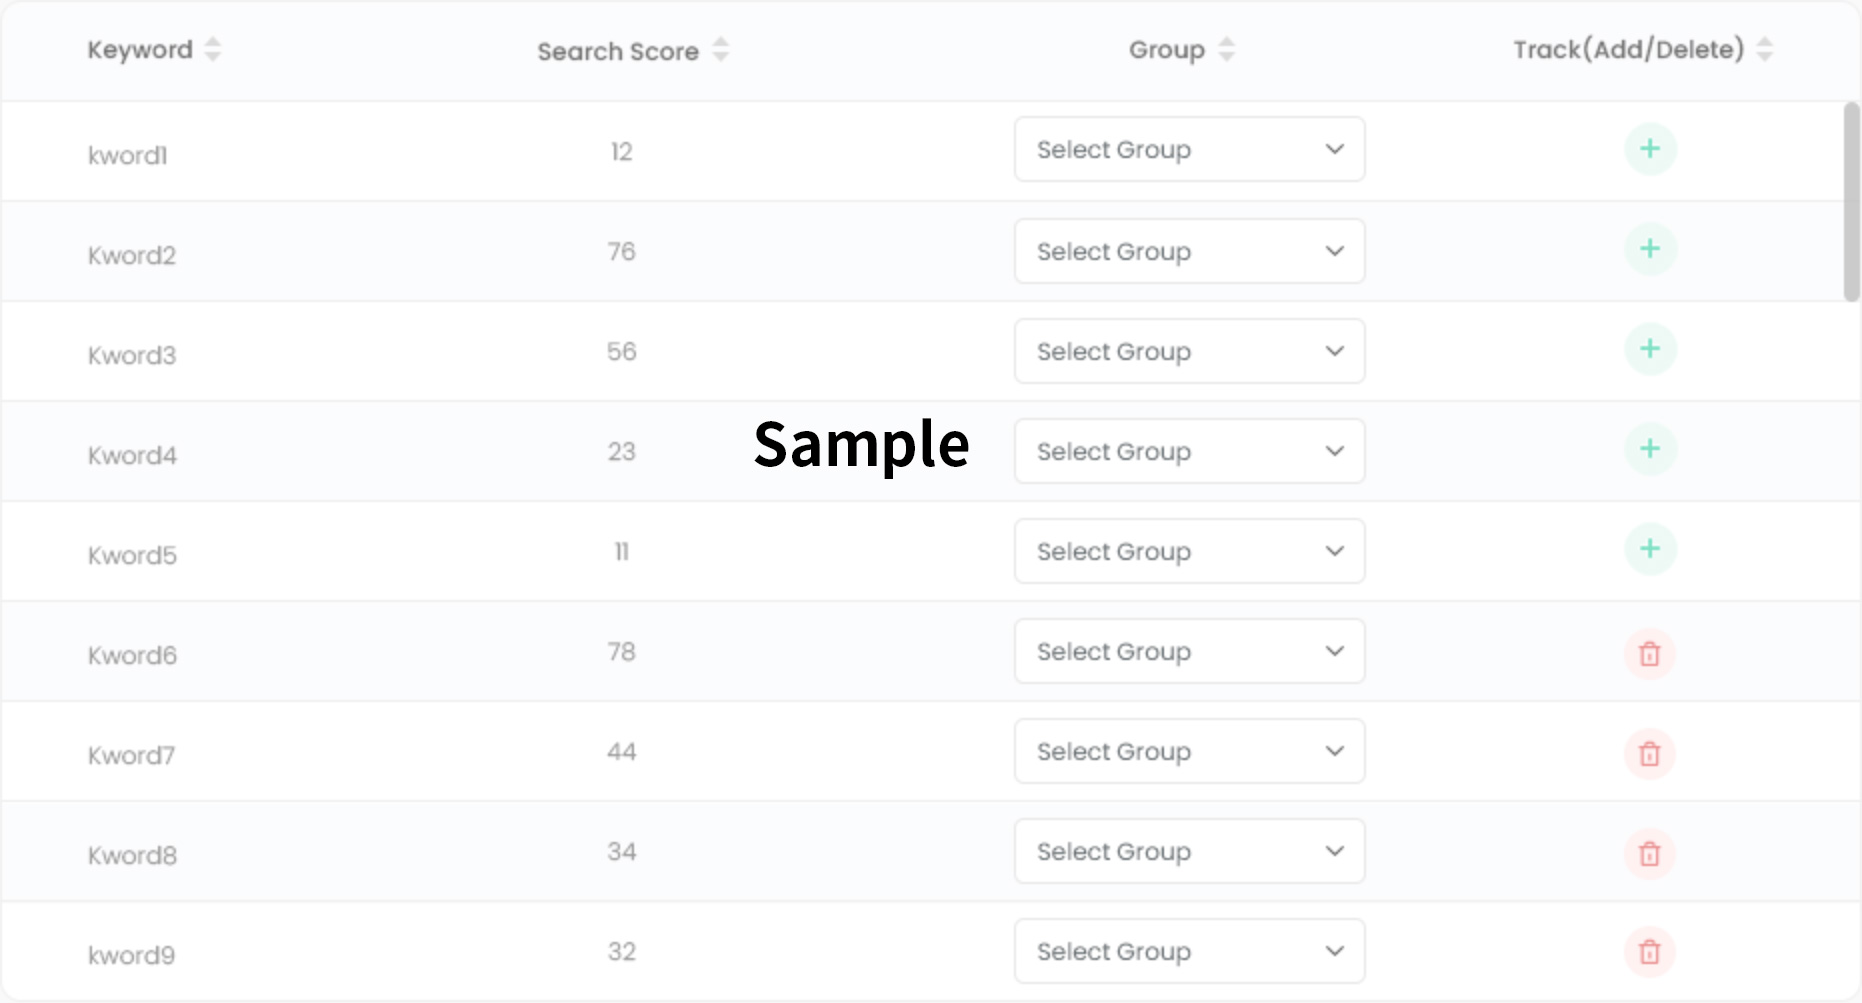 Keyword Search Score Group Track(Add/Delete)
kword1 12 Select Group
Kword2 76 Select Group
Kword3 56 Select Group
Kword4 23 Sample Select Group
Kword5 11 Select Group
Kword6 78 Select Group
Kword7 44 Select Group
Kword8 34 Select Group
kword9 32 Select Group